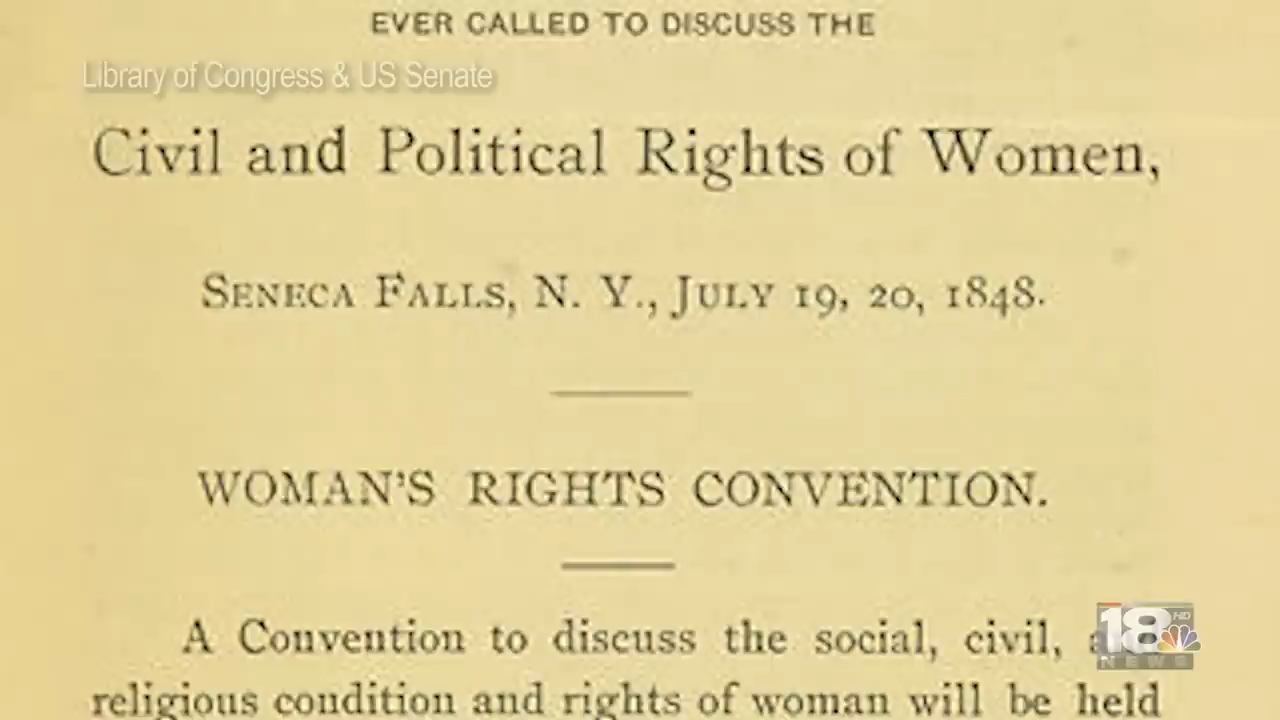 EVER CALLED TO DISCUSS THE
Library of Congress & US Senate
Civil and Political Rights of Women,
SENECA FALLS, N. Y., JULY 19, 20, 1848.
WOMAN'S RIGHTS CONVENTION.
A Convention to discuss the social, civil,
religious condition and rights of woman will be held
18 HD
NEWS